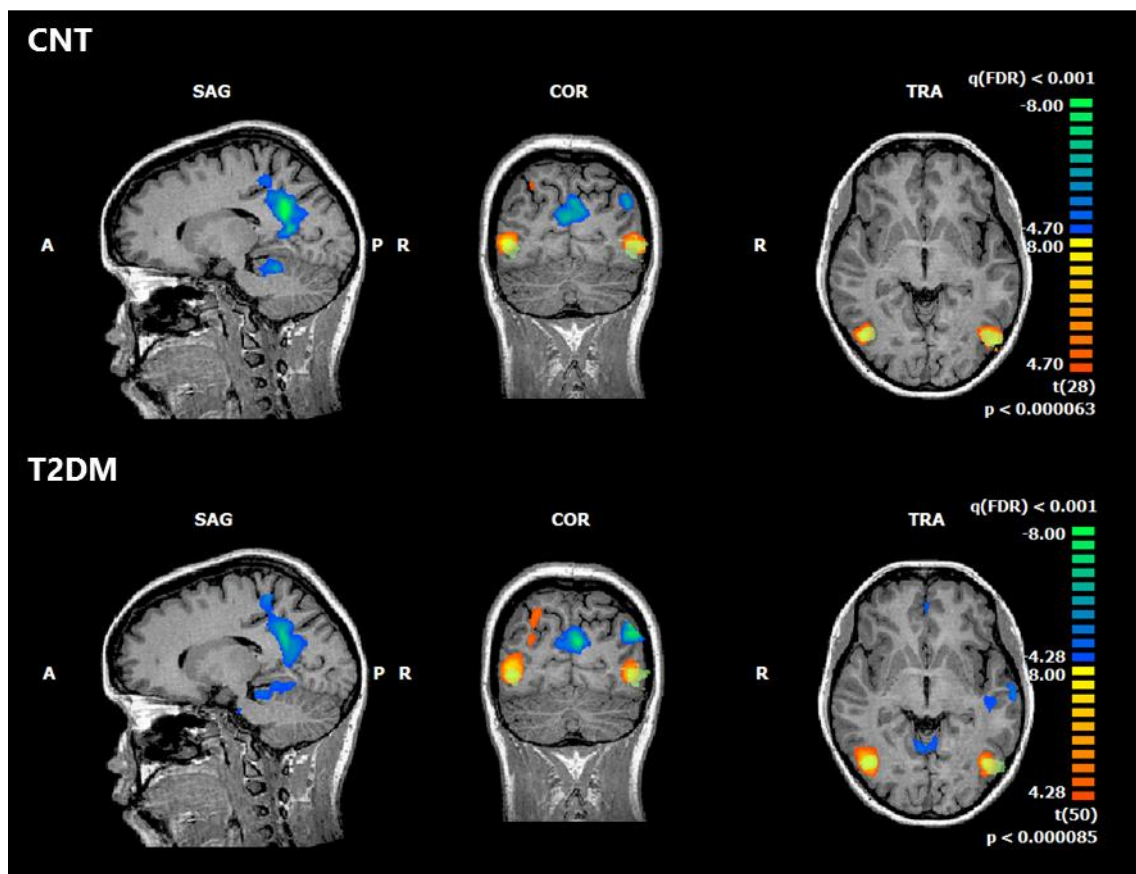 CNT
SAG COR TRA
q(FDR) < 0.001
-8.00
A P R R
-4.70
8.00
4.70
t(28)
p < 0.000063
T2DM
SAG COR TRA
q(FDR) < 0.001
-8.00
A P R R
-4.28
8.00
4.28
t(50)
p < 0.000085